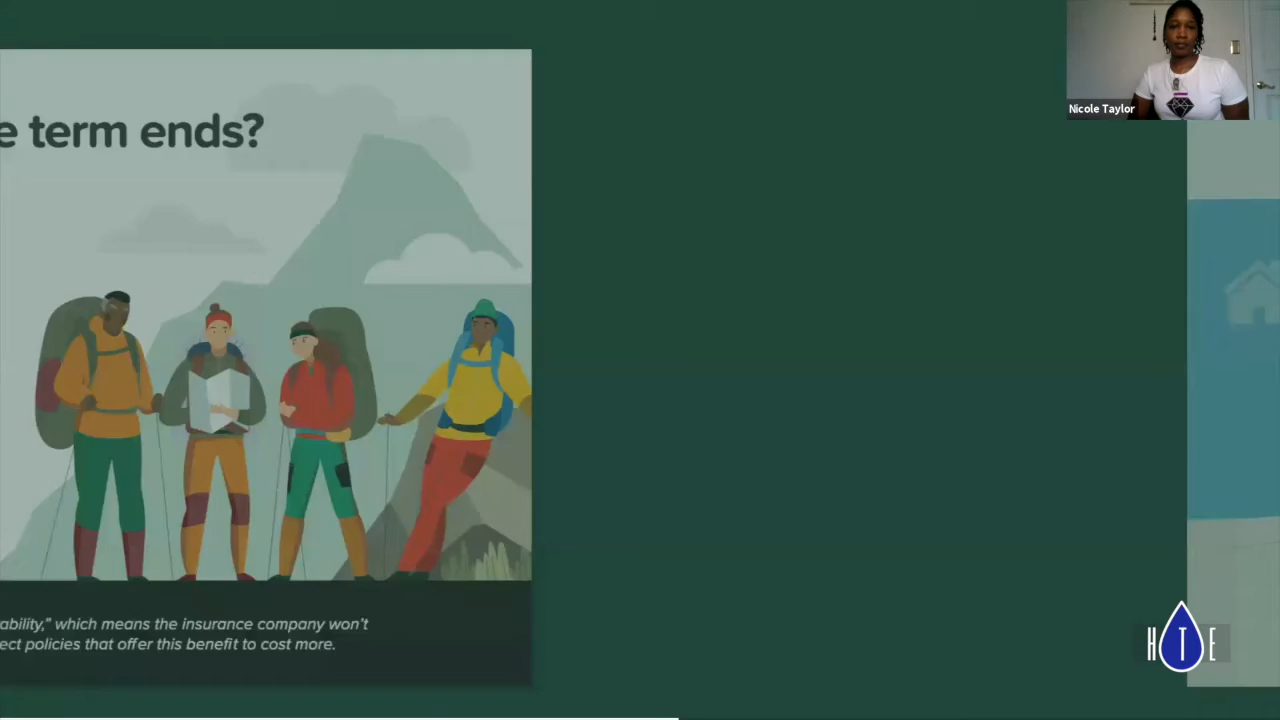 e term ends?
Nicole Taylor
ability,” which means the insurance company won’t
ect policies that offer this benefit to cost more.
H T E